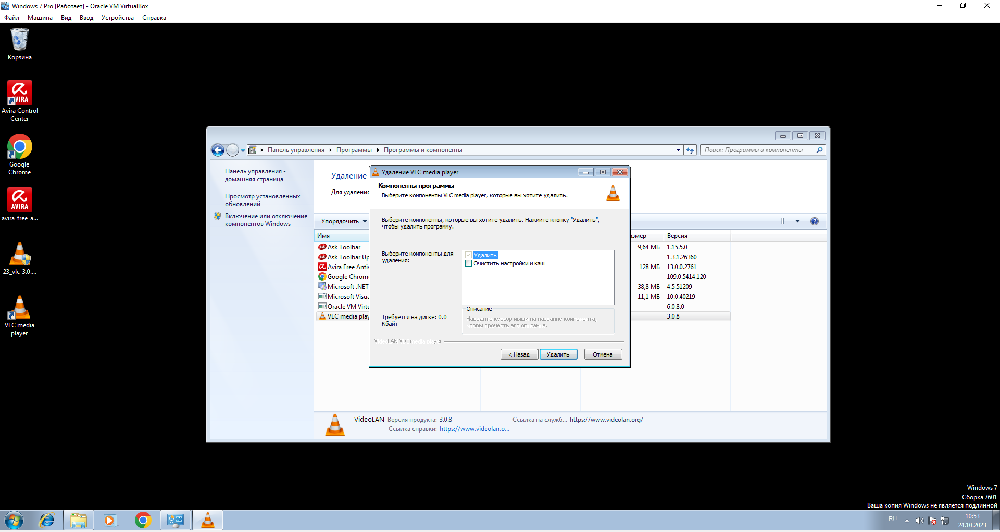 Windows 7 Pro [Работает] - Oracle VM VirtualBox
Файл Машина Вид Ввод Устройства Справка
Корзина
AVIRA
Avira Control
Center
Google
Chrome
AVIRA
avira_free_a...
23_vlc-3.0....
VLC media
player
Панель управления Программы Программы и компоненты
Поиск: Программы и компоненты
Панель управления -
домашняя страница
Просмотр установленных
обновлений
Включение или отключение
компонентов Windows
Удаление
Для удаления
Упорядочить
Имя
азмер
Версия
Ask Toolbar 9,64 МБ 1.15.5.0
Ask Toolbar Up 1.3.1.26360
Avira Free Anti 128 МБ 13.0.0.2761
Google Chrom 109.0.5414.120
Microsoft .NET 38,8 МБ 4.5.51209
Microsoft Visua 11,1 МБ 10.0.40219
Oracle VM Virtu 6.0.8.0
VLC media play 3.0.8
Удаление VLC media player
Компоненты программы
Выберите компоненты VLC media player, которые вы хотите удалить.
Выберите компоненты, которые вы хотите удалить. Нажмите кнопку "Удалить",
чтобы удалить программу.
Выберите компоненты для
удаления:
Удалить
Очистить настройки и кэш
Требуется на диске: 0.0
Кбайт
Описание
Наведите курсор мыши на название компонента,
чтобы прочесть его описание.
VideoLAN VLC media player
< Назад Удалить Отмена
VideoLAN Версия продукта: 3.0.8 Ссылка на служб... https://www.videolan.org/
Ссылка справки: https://www.videolan.o...
Windows 7
Сборка 7601
Ваша копия Windows не является подлинной
RU
10:53
24.10.2023